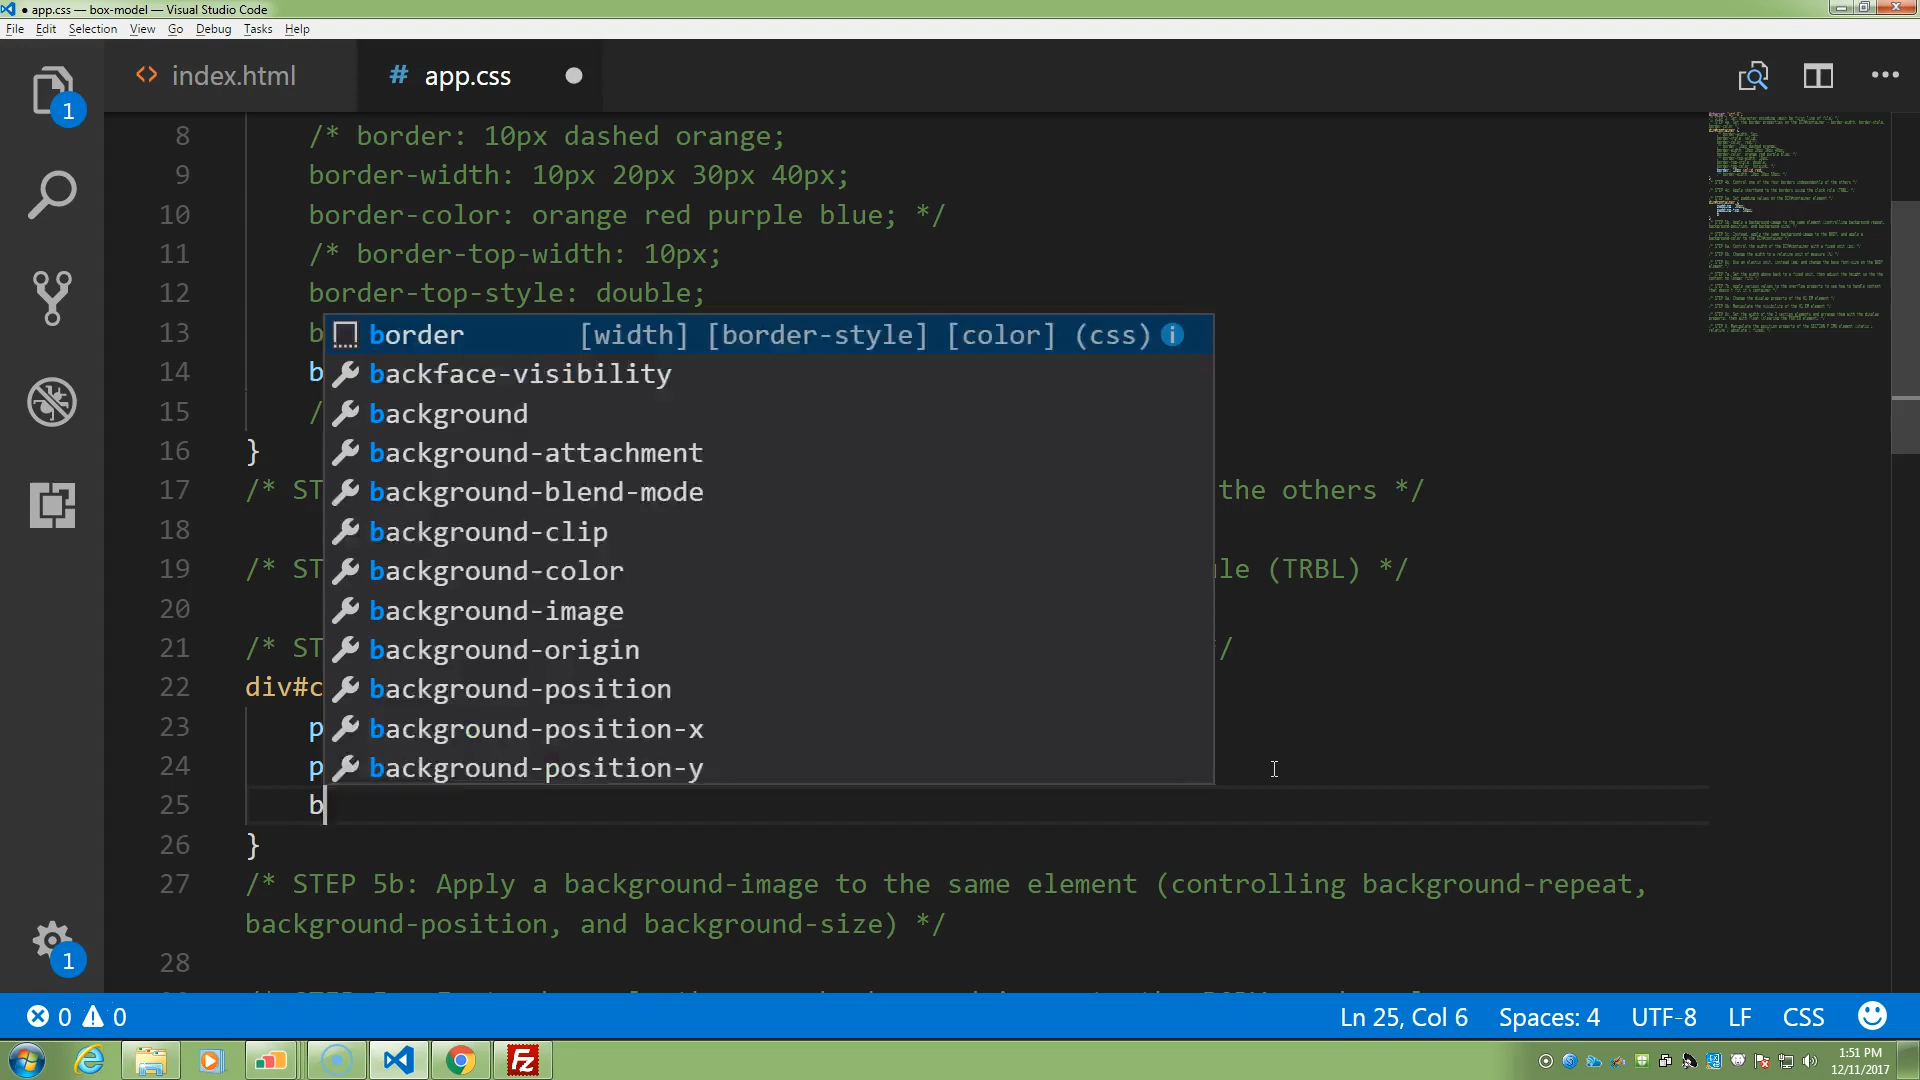 ● app.css — box-model — Visual Studio Code
File Edit Selection View Go Debug Tasks Help
1
<> index.html
# app.css
8 /* border: 10px dashed orange;
9 border-width: 10px 20px 30px 40px;
10 border-color: orange red purple blue; */
11 /* border-top-width: 10px;
12 border-top-style: double;
13 b
border [width] [border-style] [color] (css)
backface-visibility
14 b
background
15 /
background-attachment
16 }
background-blend-mode
17 /* ST the others */
background-clip
18
background-color
19 /* ST le (TRBL) */
background-image
20
background-origin
21 /* ST /
background-position
22 div#c
background-position-x
23 p
background-position-y
24 p
25 b
26 }
27 /* STEP 5b: Apply a background-image to the same element (controlling background-repeat,
background-position, and background-size) */
28
1
0 0
Ln 25, Col 6 Spaces: 4 UTF-8 LF CSS
1:51 PM
12/11/2017